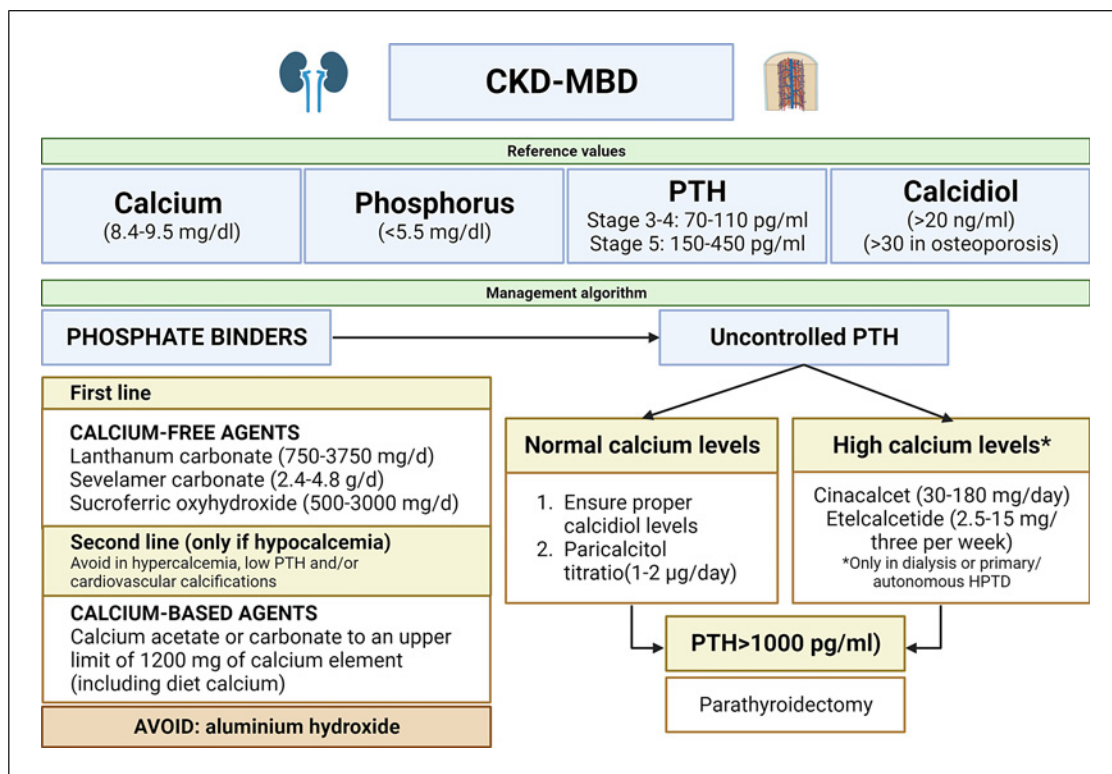 CKD-MBD
Reference values
Calcium
(8.4-9.5 mg/dl)
Phosphorus
(<5.5 mg/dl)
PTH
Stage 3-4: 70-110 pg/ml
Stage 5: 150-450 pg/ml
Calcidiol
(>20 ng/ml)
(>30 in osteoporosis)
Management algorithm
PHOSPHATE BINDERS
Uncontrolled PTH
First line
CALCIUM-FREE AGENTS
Lanthanum carbonate (750-3750 mg/d)
Sevelamer carbonate (2.4-4.8 g/d)
Sucroferric oxyhydroxide (500-3000 mg/d)
Second line (only if hypocalcemia)
Avoid in hypercalcemia, low PTH and/or
cardiovascular calcifications
CALCIUM-BASED AGENTS
Calcium acetate or carbonate to an upper
limit of 1200 mg of calcium element
(including diet calcium)
AVOID: aluminium hydroxide
Normal calcium levels
1. Ensure proper
calcidiol levels
2. Paricalcitol
titratio(1-2 µg/day)
High calcium levels*
Cinacalcet (30-180 mg/day)
Etelcalcetide (2.5-15 mg/
three per week)
*Only in dialysis or primary/
autonomous HPTD
PTH>1000 pg/ml)
Parathyroidectomy